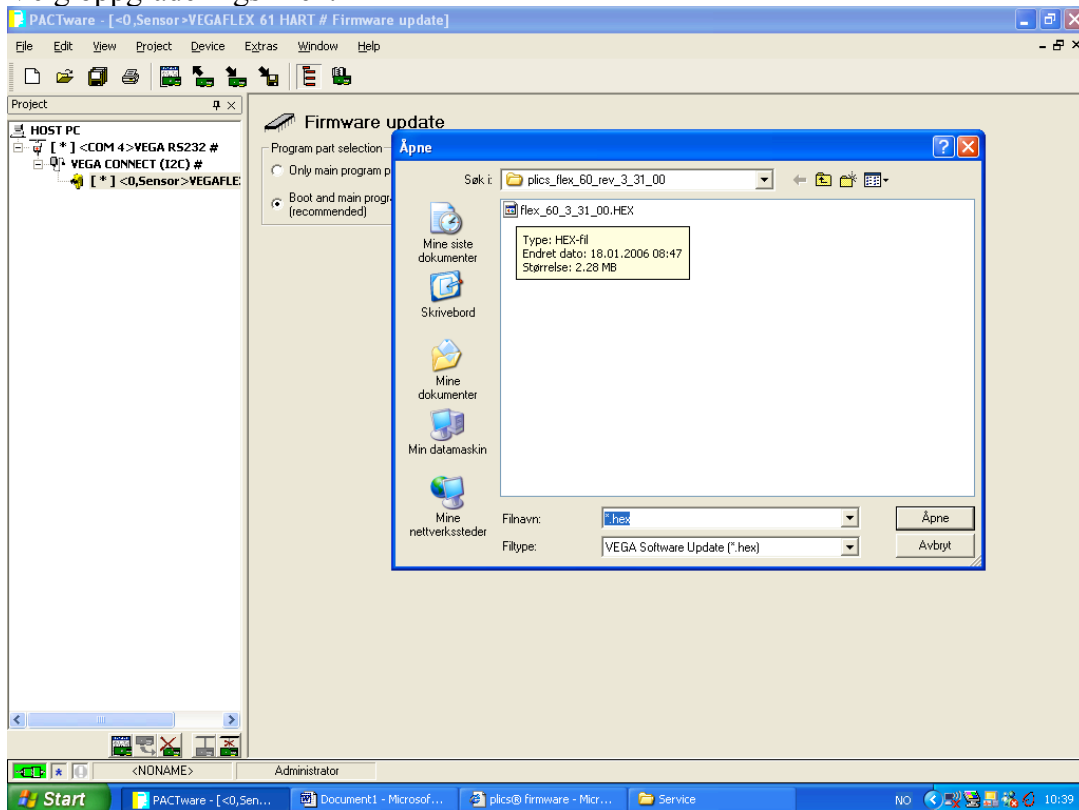 PACTware - [<0,Sensor>VEGAFLEX 61 HART # Firmware update]
File Edit View Project Device Extras Window Help
Project
HOST PC
[ * ] <COM 4>VEGA RS232 #
VEGA CONNECT (I2C) #
[ * ] <0,Sensor>VEGAFLE
Firmware update
Program part selection
Only main program p
Boot and main progr
(recommended)
Åpne
Søk i:
plics_flex_60_rev_3_31_00
flex_60_3_31_00.HEX
Type: HEX-fil
Endret dato: 18.01.2006 08:47
Størrelse: 2.28 MB
Mine siste
dokumenter
Skrivebord
Mine
dokumenter
Min datamaskin
Mine
nettverkssteder
Filnavn:
*.hex
Åpne
Filtype:
VEGA Software Update (*.hex)
Avbryt
<NONAME>
Administrator
Start
PACTware - [<0,Sen...
Document1 - Microsof...
plics® firmware - Micr...
Service
NO
10:39